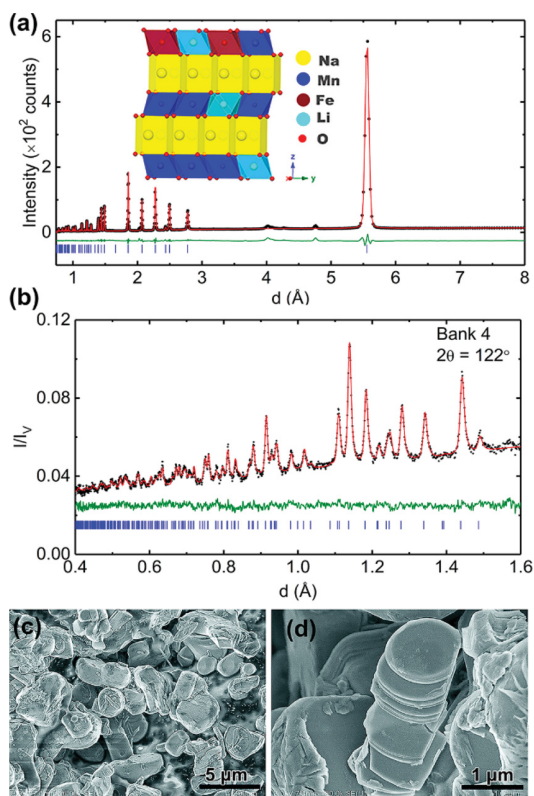 (a)
Intensity (×10² counts)
6
4
2
0
Na
Mn
Fe
Li
O
z
x
y
1 2 3 4 5 6 7 8
d (Å)
(b)
I/I_V
0.12
0.08
0.04
0.00
Bank 4
2θ = 122°
0.4 0.6 0.8 1.0 1.2 1.4 1.6
d (Å)
(c)
5 µm
(d)
1 µm